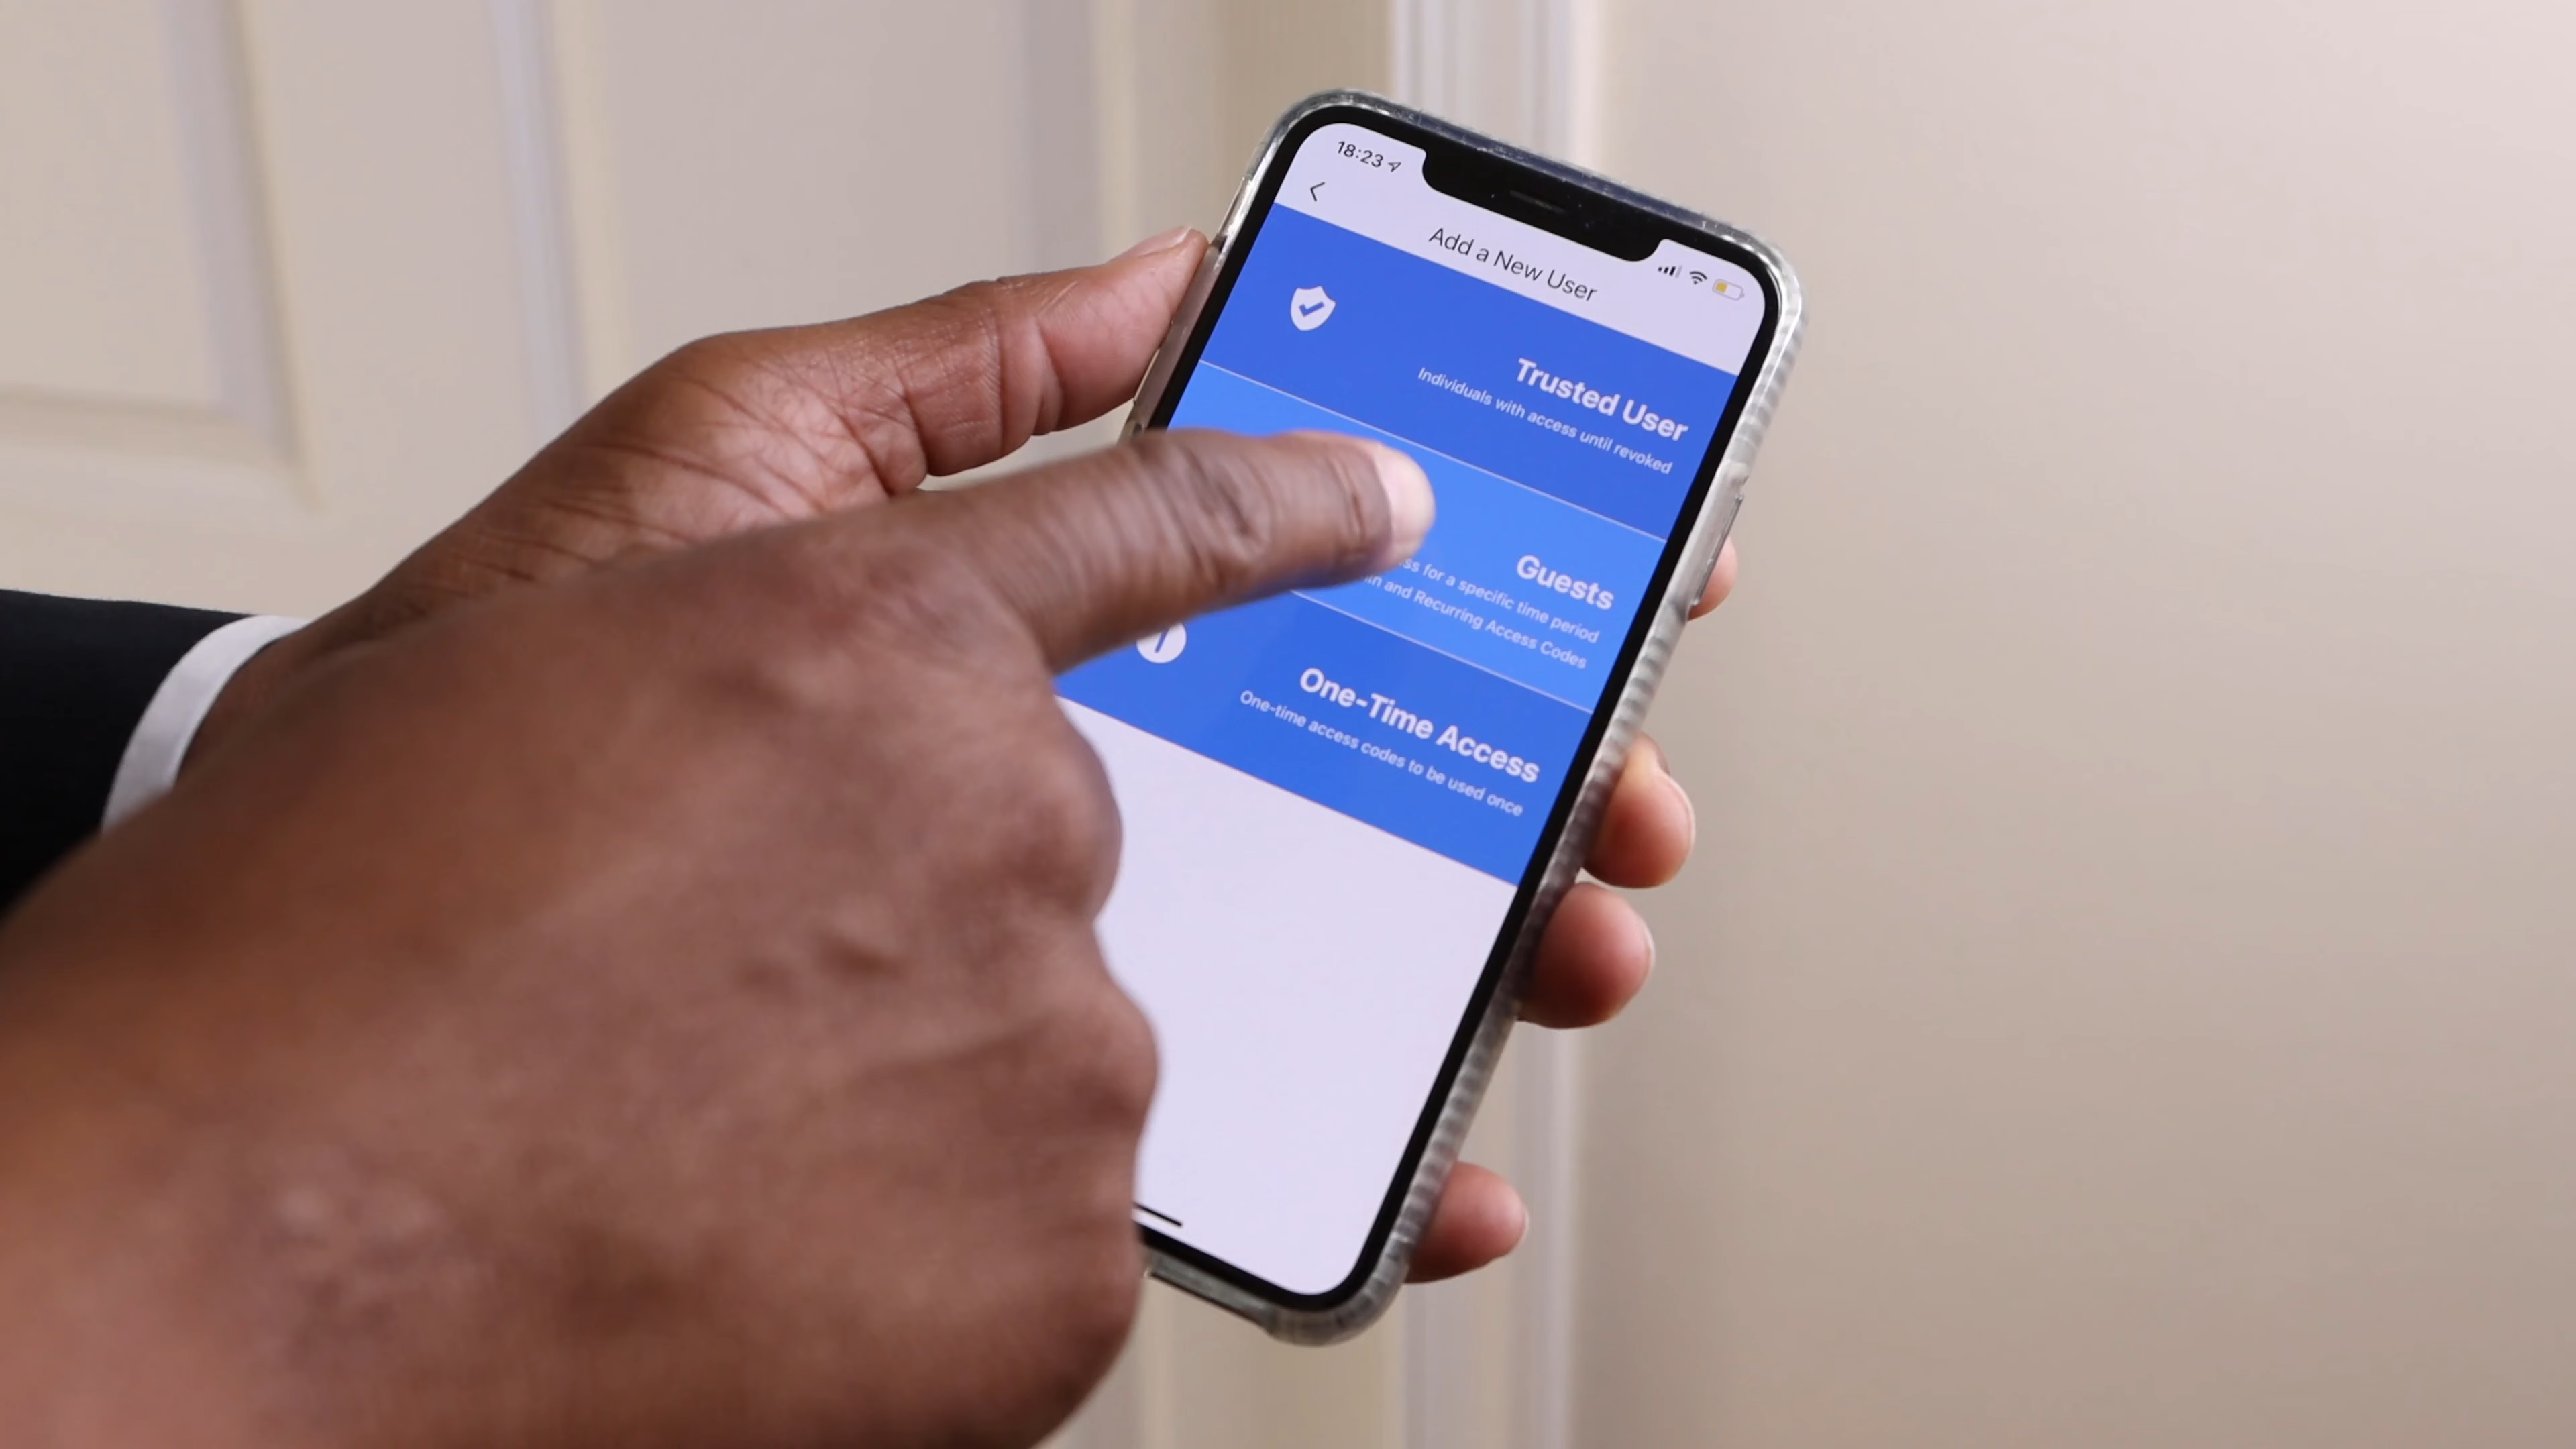 18:23
Add a New User
Trusted User
Individuals with access until revoked
Guests
for a specific time period
and Recurring Access Codes
One-Time Access
One-time access codes to be used once